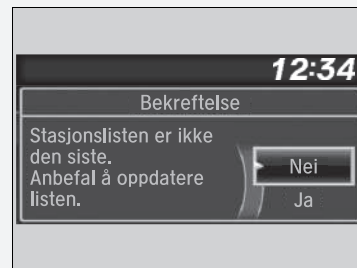 12:34
Bekreftelse
Stasjonslisten er ikke
den siste.
Anbefal å oppdatere
listen.
Nei
Ja